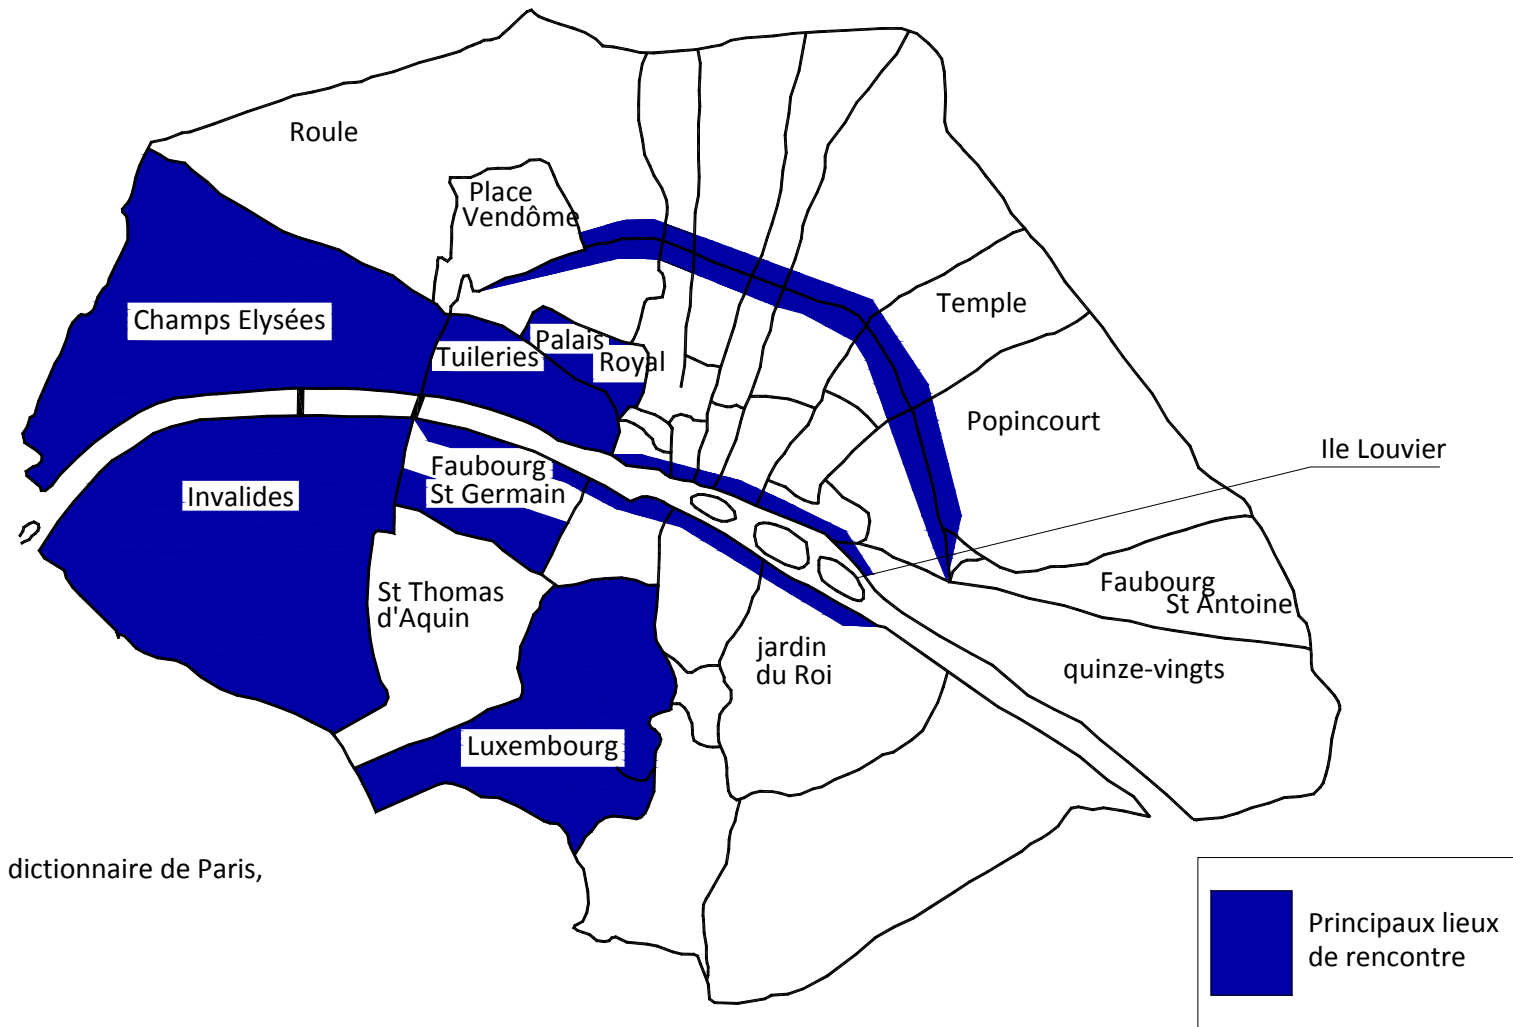 Roule
Place
Vendôme
Champs Elysées
Tuileries
Palais
Royal
Temple
Popincourt
Ile Louvier
Invalides
Faubourg
St Germain
St Thomas
d'Aquin
Faubourg
St Antoine
jardin
du Roi
quinze-vingts
Luxembourg
dictionnaire de Paris,
Principaux lieux
de rencontre